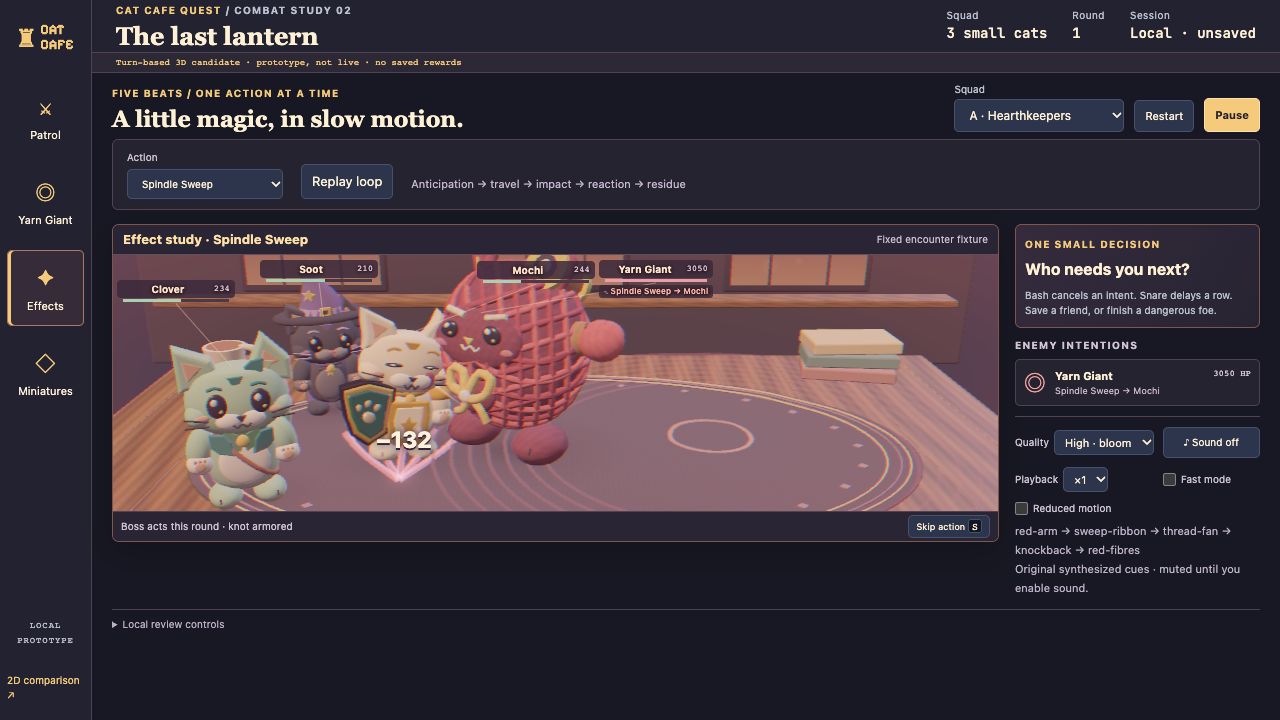 OAT
CAFE
Patrol
Yarn Giant
Effects
Miniatures
LOCAL
PROTOTYPE
2D comparison
↗
CAT CAFE QUEST / COMBAT STUDY 02
The last lantern
Squad
3 small cats
Round
1
Session
Local · unsaved
Turn-based 3D candidate · prototype, not live · no saved rewards
FIVE BEATS / ONE ACTION AT A TIME
A little magic, in slow motion.
Squad
A · Hearthkeepers
Restart
Pause
Action
Spindle Sweep
Replay loop
Anticipation → travel → impact → reaction → residue
Effect study · Spindle Sweep
Fixed encounter fixture
Clover 234
Soot 210
Mochi 244
Yarn Giant 3050
Spindle Sweep → Mochi
−132
Boss acts this round · knot armored
Skip action S
ONE SMALL DECISION
Who needs you next?
Bash cancels an intent. Snare delays a row.
Save a friend, or finish a dangerous foe.
ENEMY INTENTIONS
Yarn Giant
3050 HP
Spindle Sweep → Mochi
Quality
High · bloom
♪ Sound off
Playback
×1
Fast mode
Reduced motion
red-arm → sweep-ribbon → thread-fan →
knockback → red-fibres
Original synthesized cues · muted until you
enable sound.
Local review controls